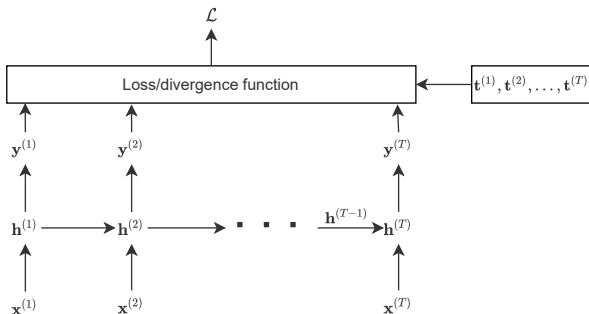 ℒ
Loss/divergence function
t⁽¹⁾, t⁽²⁾, . . . , t⁽ᵀ⁾
y⁽¹⁾ y⁽²⁾ y⁽ᵀ⁾
h⁽ᵀ⁻¹⁾
h⁽¹⁾ h⁽²⁾ h⁽ᵀ⁾
x⁽¹⁾ x⁽²⁾ x⁽ᵀ⁾